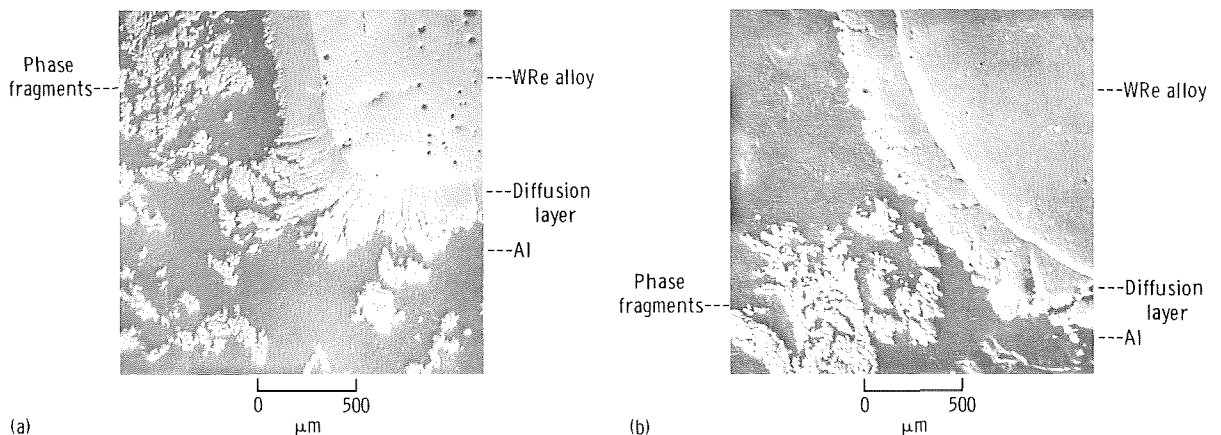 Phase
fragments
WRe alloy
Diffusion
layer
Al
0 500
μm
(a)
WRe alloy
Phase
fragments
Diffusion
layer
Al
0 500
μm
(b)